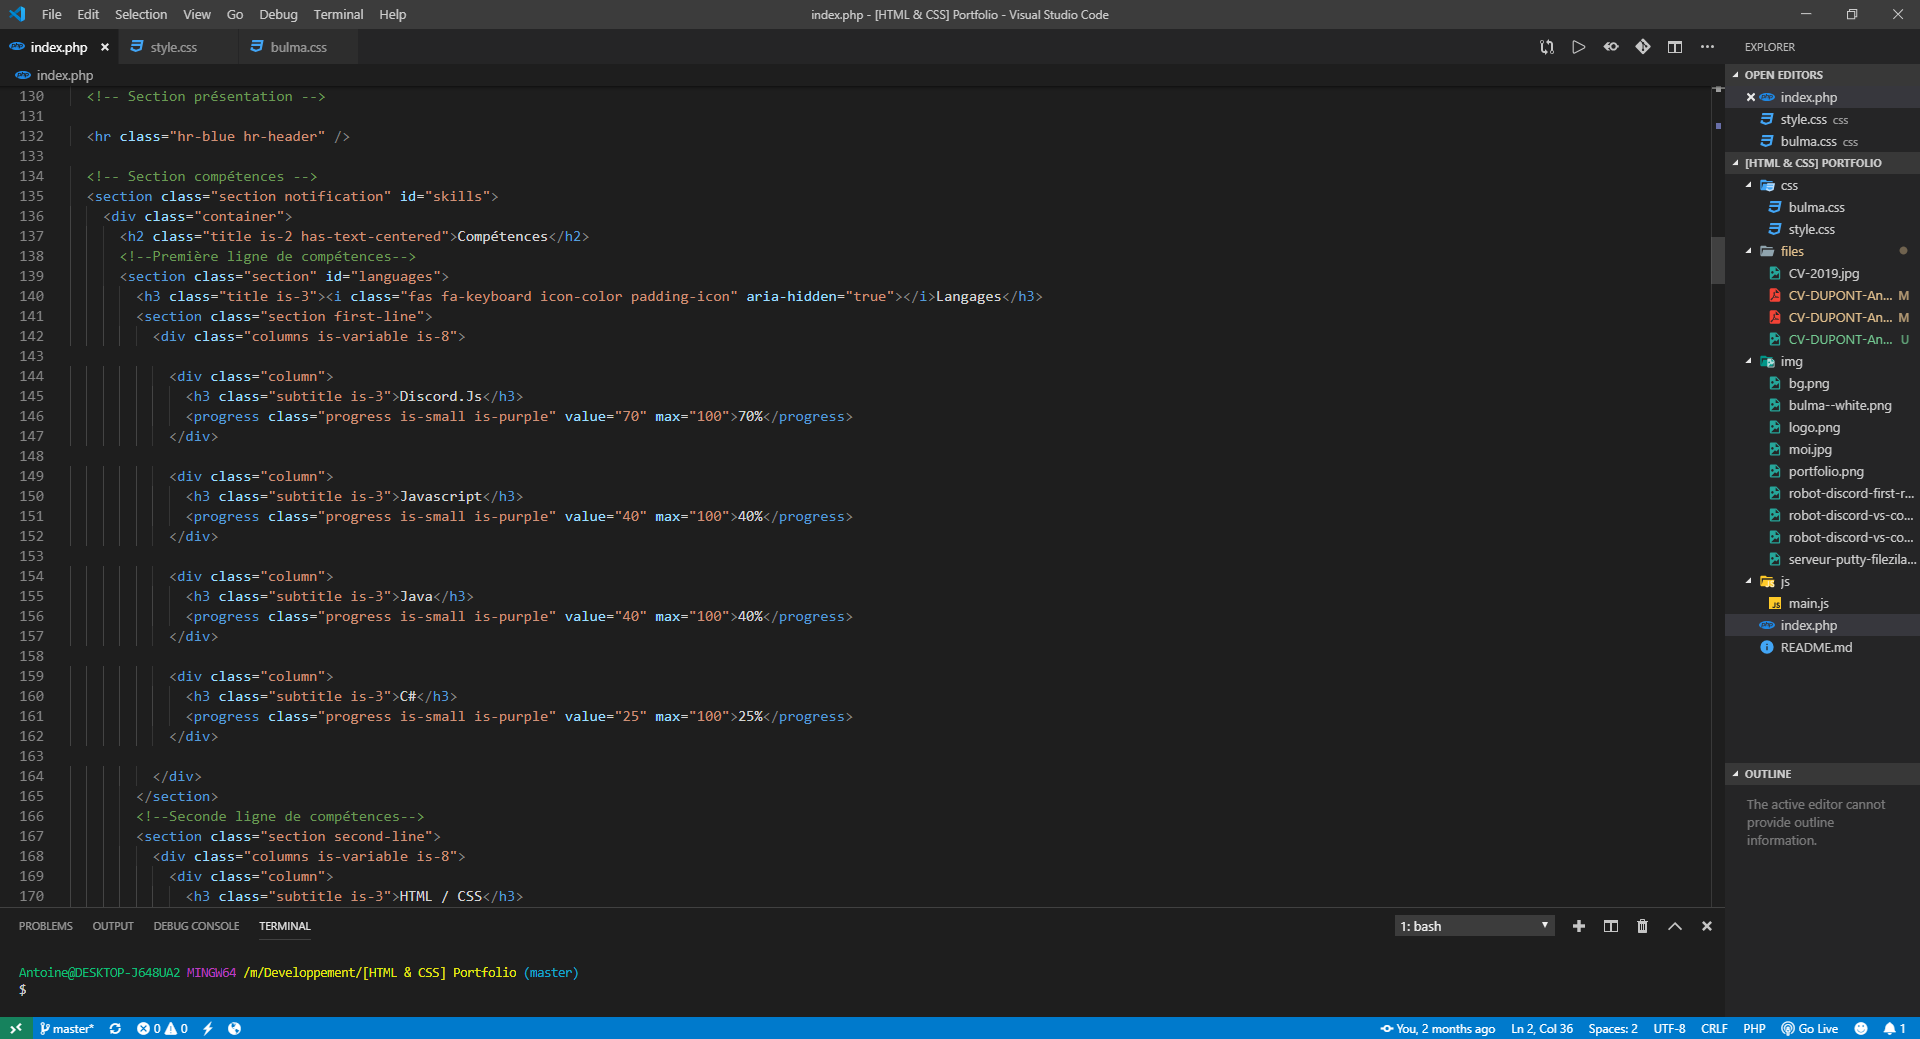 File Edit Selection View Go Debug Terminal Help
index.php - [HTML & CSS] Portfolio - Visual Studio Code
index.php
style.css
bulma.css
index.php
130 <!-- Section présentation -->
131
132 <hr class="hr-blue hr-header" />
133
134 <!-- Section compétences -->
135 <section class="section notification" id="skills">
136 <div class="container">
137 <h2 class="title is-2 has-text-centered">Compétences</h2>
138 <!--Première ligne de compétences-->
139 <section class="section" id="languages">
140 <h3 class="title is-3"><i class="fas fa-keyboard icon-color padding-icon" aria-hidden="true"></i>Langages</h3>
141 <section class="section first-line">
142 <div class="columns is-variable is-8">
143
144 <div class="column">
145 <h3 class="subtitle is-3">Discord.Js</h3>
146 <progress class="progress is-small is-purple" value="70" max="100">70%</progress>
147 </div>
148
149 <div class="column">
150 <h3 class="subtitle is-3">Javascript</h3>
151 <progress class="progress is-small is-purple" value="40" max="100">40%</progress>
152 </div>
153
154 <div class="column">
155 <h3 class="subtitle is-3">Java</h3>
156 <progress class="progress is-small is-purple" value="40" max="100">40%</progress>
157 </div>
158
159 <div class="column">
160 <h3 class="subtitle is-3">C#</h3>
161 <progress class="progress is-small is-purple" value="25" max="100">25%</progress>
162 </div>
163
164 </div>
165 </section>
166 <!--Seconde ligne de compétences-->
167 <section class="section second-line">
168 <div class="columns is-variable is-8">
169 <div class="column">
170 <h3 class="subtitle is-3">HTML / CSS</h3>
EXPLORER
OPEN EDITORS
index.php
style.css css
bulma.css css
[HTML & CSS] PORTFOLIO
css
bulma.css
style.css
files
CV-2019.jpg
CV-DUPONT-An... M
CV-DUPONT-An... M
CV-DUPONT-An... U
img
bg.png
bulma--white.png
logo.png
moi.jpg
portfolio.png
robot-discord-first-r...
robot-discord-vs-co...
robot-discord-vs-co...
serveur-putty-filezila...
js
JS main.js
index.php
README.md
OUTLINE
The active editor cannot
provide outline
information.
PROBLEMS OUTPUT DEBUG CONSOLE TERMINAL
1: bash
Antoine@DESKTOP-J648UA2 MINGW64 /m/Developpement/[HTML & CSS] Portfolio (master)
$
master* 0 0
You, 2 months ago Ln 2, Col 36 Spaces: 2 UTF-8 CRLF PHP Go Live 1